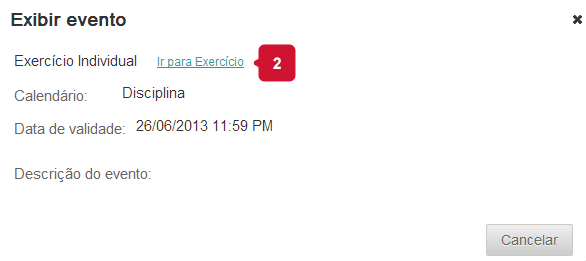 Exibir evento ✖
Exercício Individual Ir para Exercício 2
Calendário: Disciplina
Data de validade: 26/06/2013 11:59 PM
Descrição do evento:
Cancelar